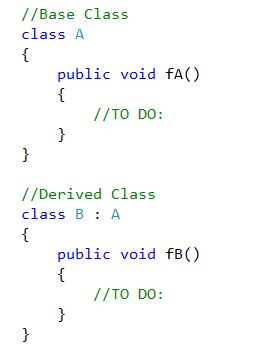 //Base Class
class A
{
    public void fA()
    {
        //TO DO:
    }
}

//Derived Class
class B : A
{
    public void fB()
    {
        //TO DO:
    }
}